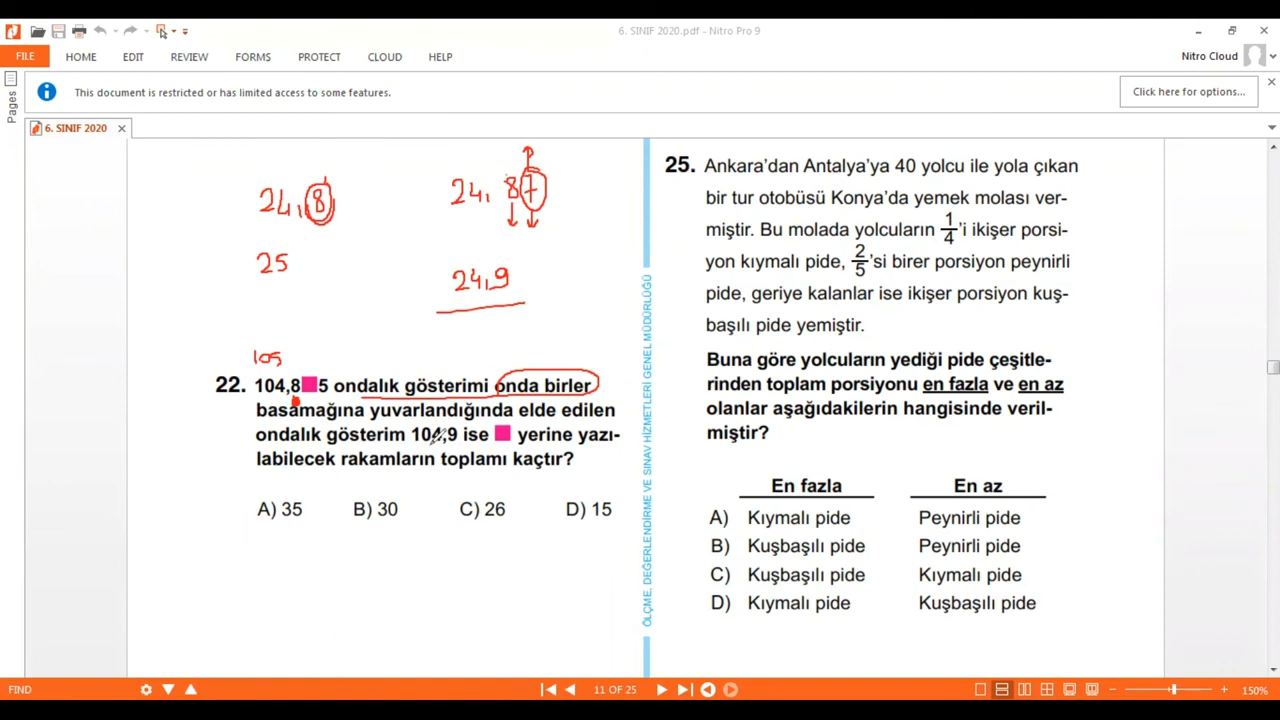 6. SINIF 2020.pdf - Nitro Pro 9
FILE HOME EDIT REVIEW FORMS PROTECT CLOUD HELP
Nitro Cloud
Pages
This document is restricted or has limited access to some features.
Click here for options...
6. SINIF 2020
24,8
25
24,87
24,9
105
22. 104,8■5 ondalık gösterimi onda birler
basamağına yuvarlandığında elde edilen
ondalık gösterim 104,9 ise ■ yerine yazı-
labilecek rakamların toplamı kaçtır?
A) 35 B) 30 C) 26 D) 15
ÖLÇME, DEĞERLENDİRME VE SINAV HİZMETLERİ GENEL MÜDÜRLÜĞÜ
25. Ankara’dan Antalya’ya 40 yolcu ile yola çıkan
bir tur otobüsü Konya’da yemek molası ver-
miştir. Bu molada yolcuların 1/4’i ikişer porsi-
yon kıymalı pide, 2/5’si birer porsiyon peynirli
pide, geriye kalanlar ise ikişer porsiyon kuş-
başılı pide yemiştir.
Buna göre yolcuların yediği pide çeşitle-
rinden toplam porsiyonu en fazla ve en az
olanlar aşağıdakilerin hangisinde veril-
miştir?
En fazla En az
A) Kıymalı pide Peynirli pide
B) Kuşbaşılı pide Peynirli pide
C) Kuşbaşılı pide Kıymalı pide
D) Kıymalı pide Kuşbaşılı pide
FIND
11 OF 25
150%